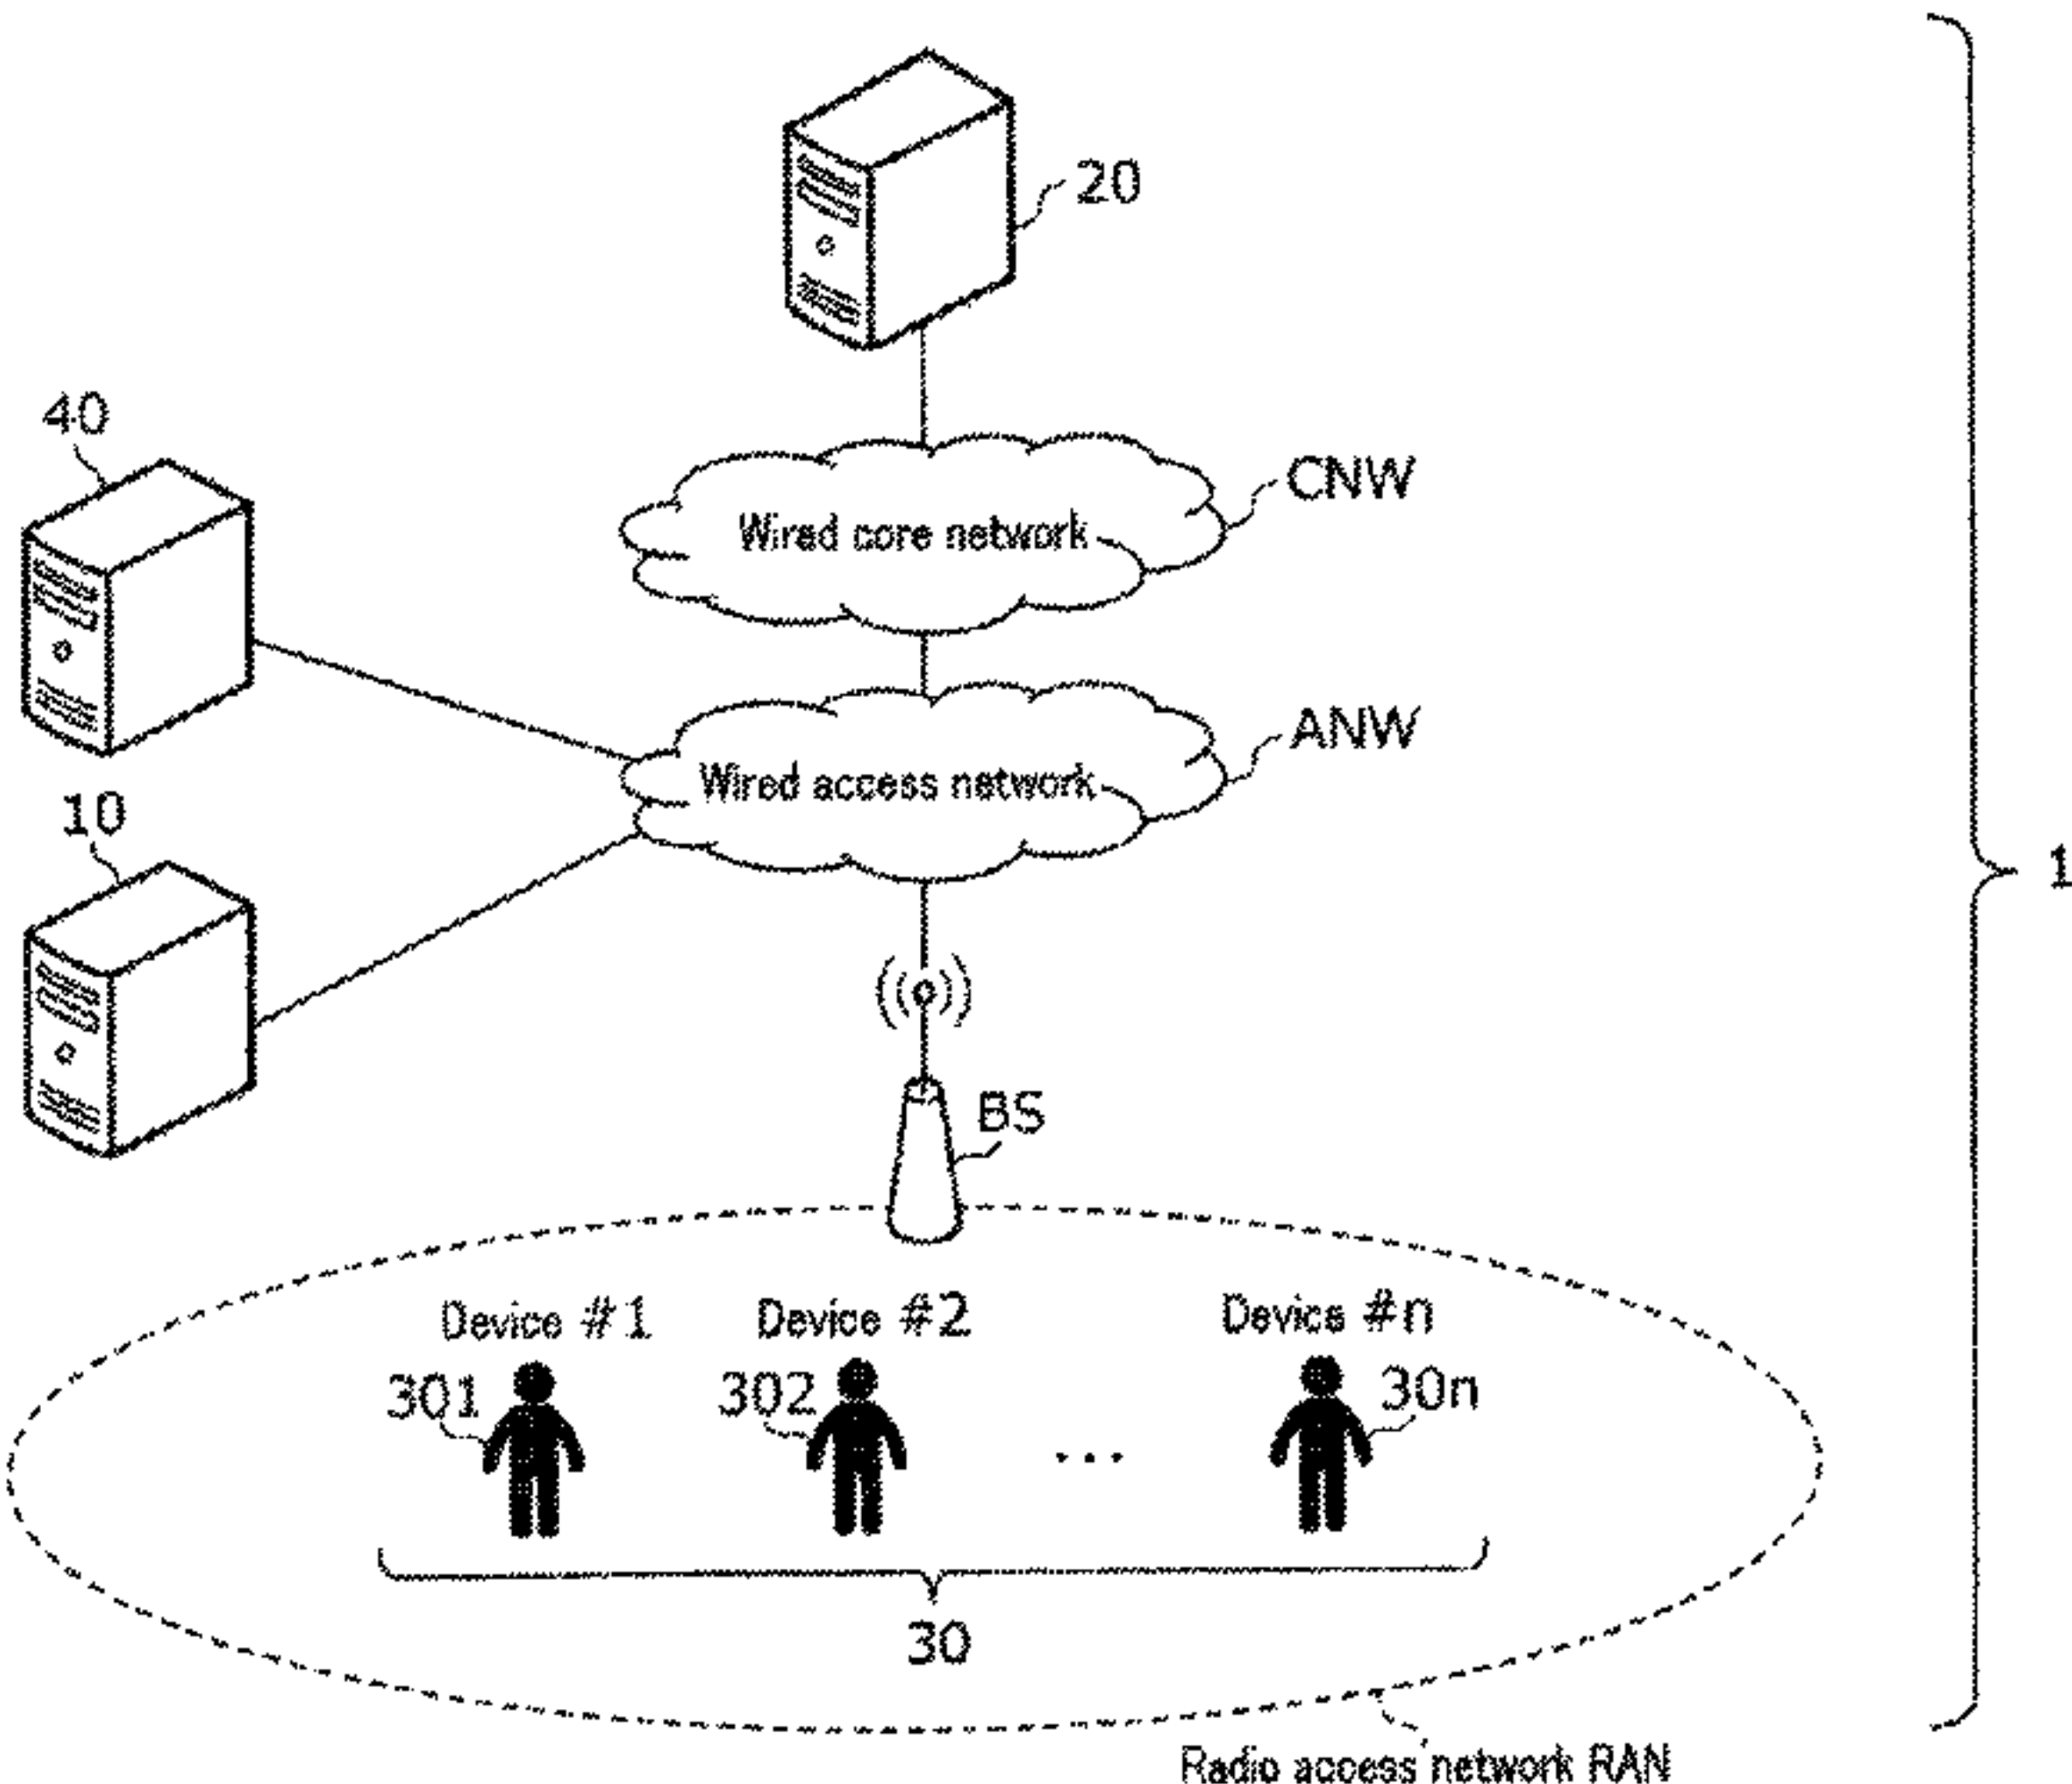 20
40
CNW
Wired core network
ANW
Wired access network
10
1
BS
Device #1
Device #2
Device #n
301
302
30n
...
30
Radio access network RAN